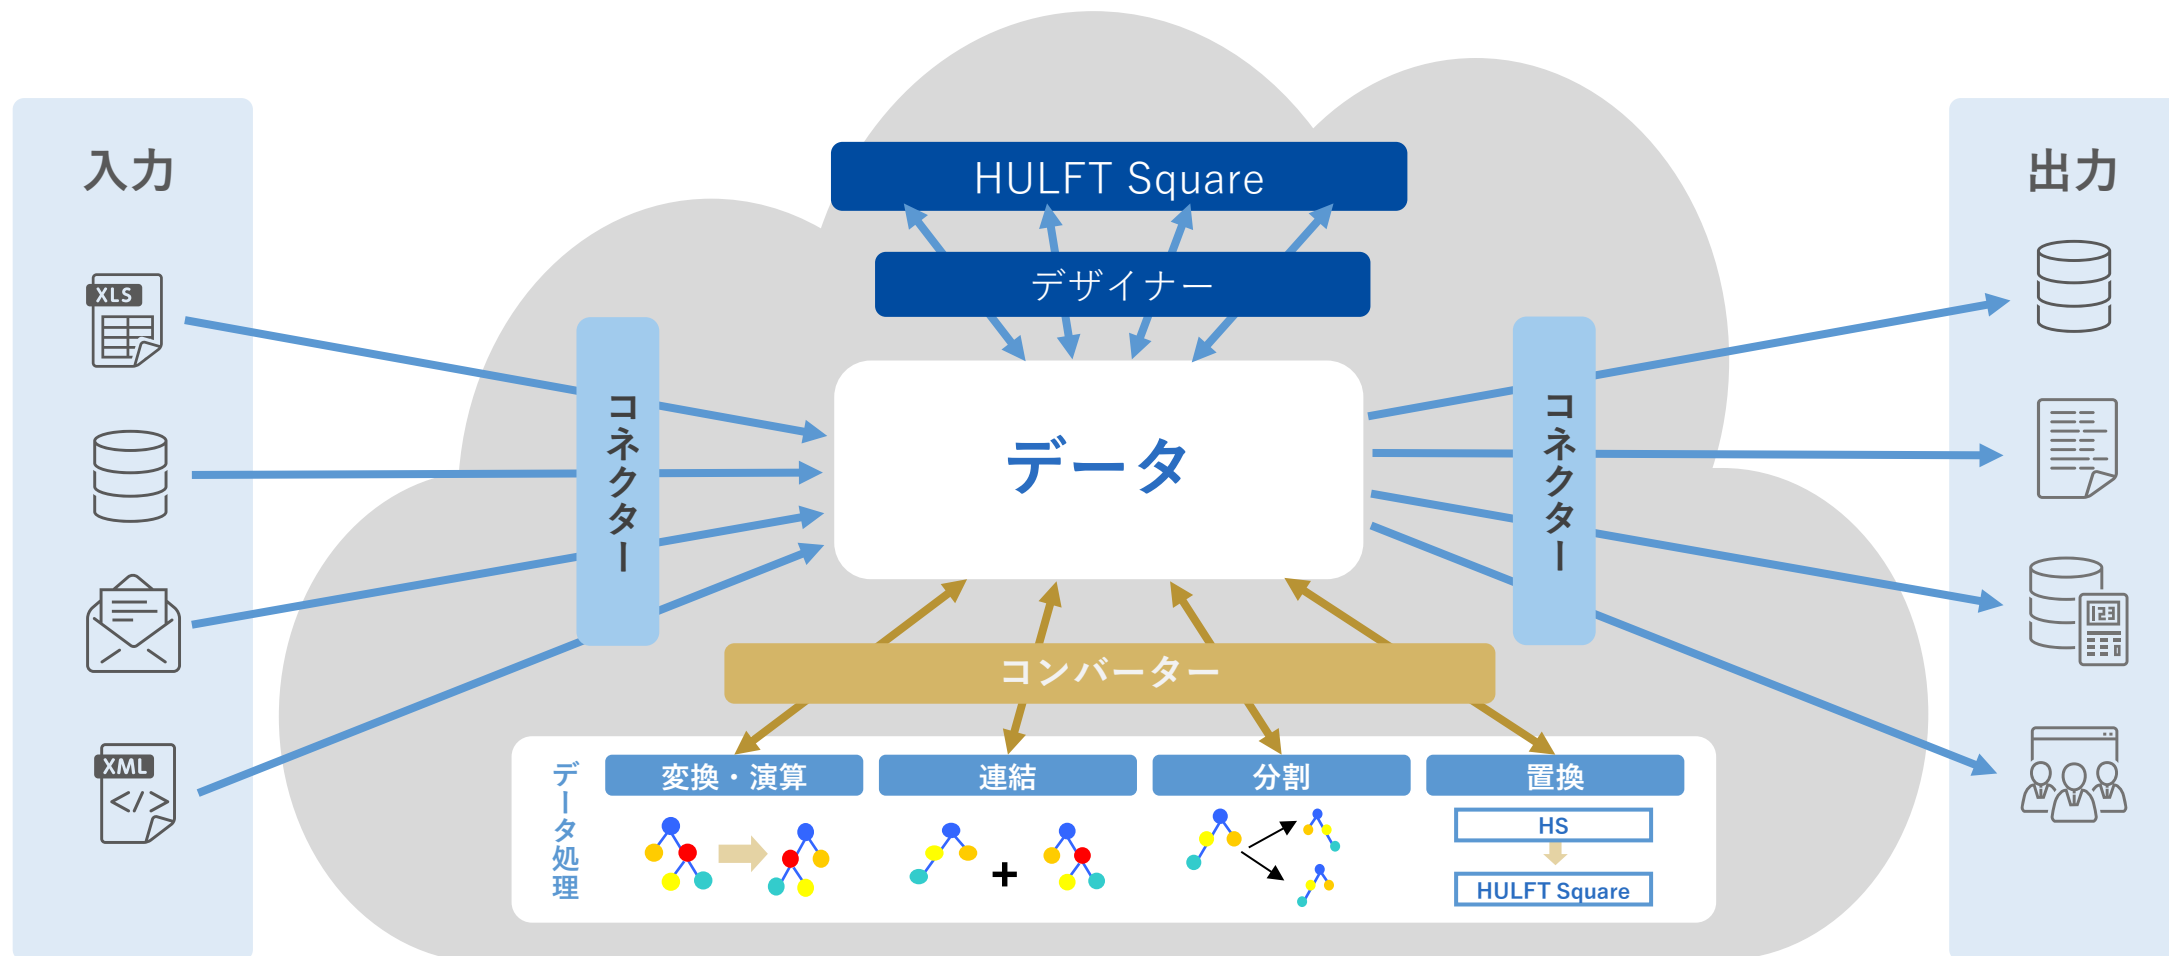 HULFT Square
入力
出力
デザイナー
XLS
コネクター
データ
コネクター
123
コンバーター
XML
</>
データ処理
変換・演算
連結
分割
置換
HS
+
HULFT Square